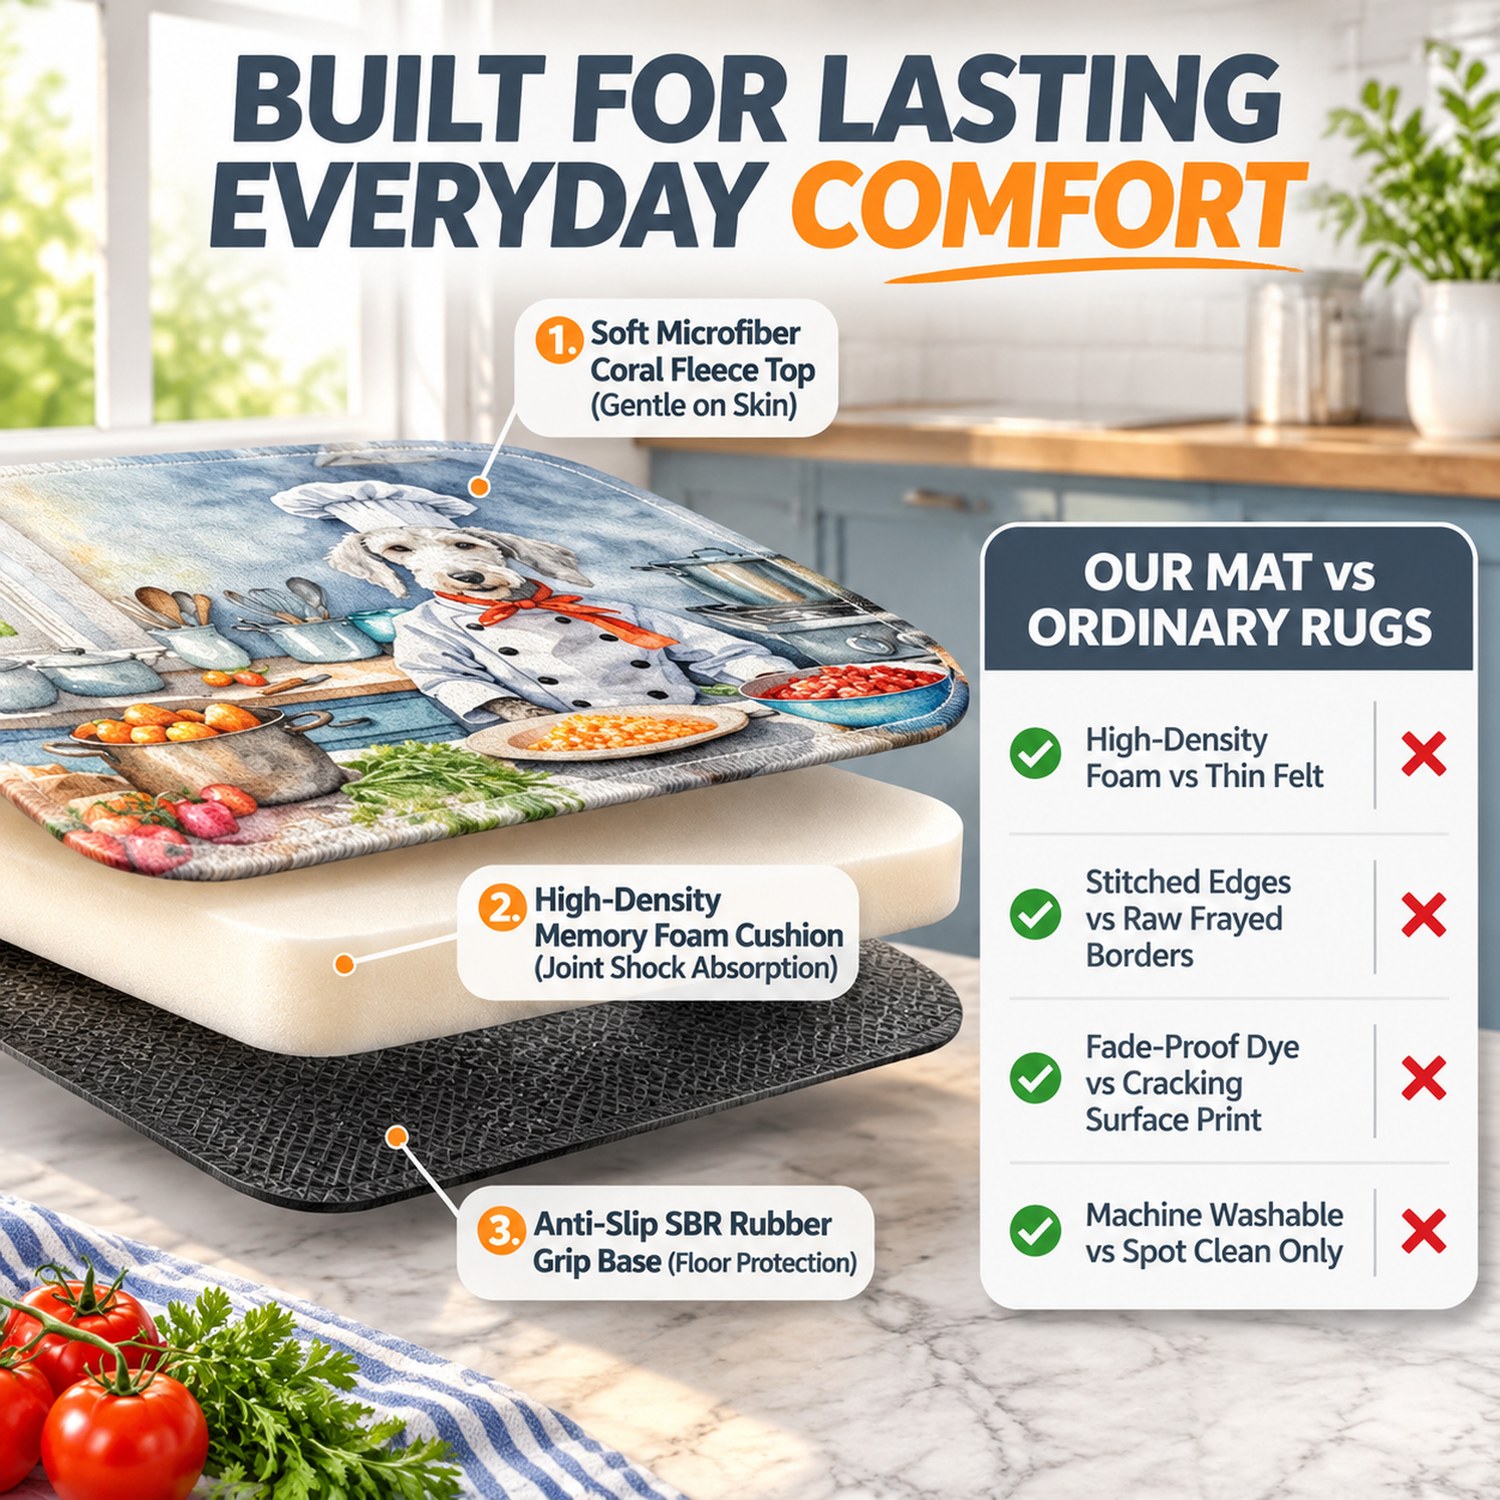 BUILT FOR LASTING
EVERYDAY COMFORT
1. Soft Microfiber
Coral Fleece Top
(Gentle on Skin)
2. High-Density
Memory Foam Cushion
(Joint Shock Absorption)
3. Anti-Slip SBR Rubber
Grip Base (Floor Protection)
OUR MAT vs
ORDINARY RUGS
High-Density
Foam vs Thin Felt
Stitched Edges
vs Raw Frayed
Borders
Fade-Proof Dye
vs Cracking
Surface Print
Machine Washable
vs Spot Clean Only